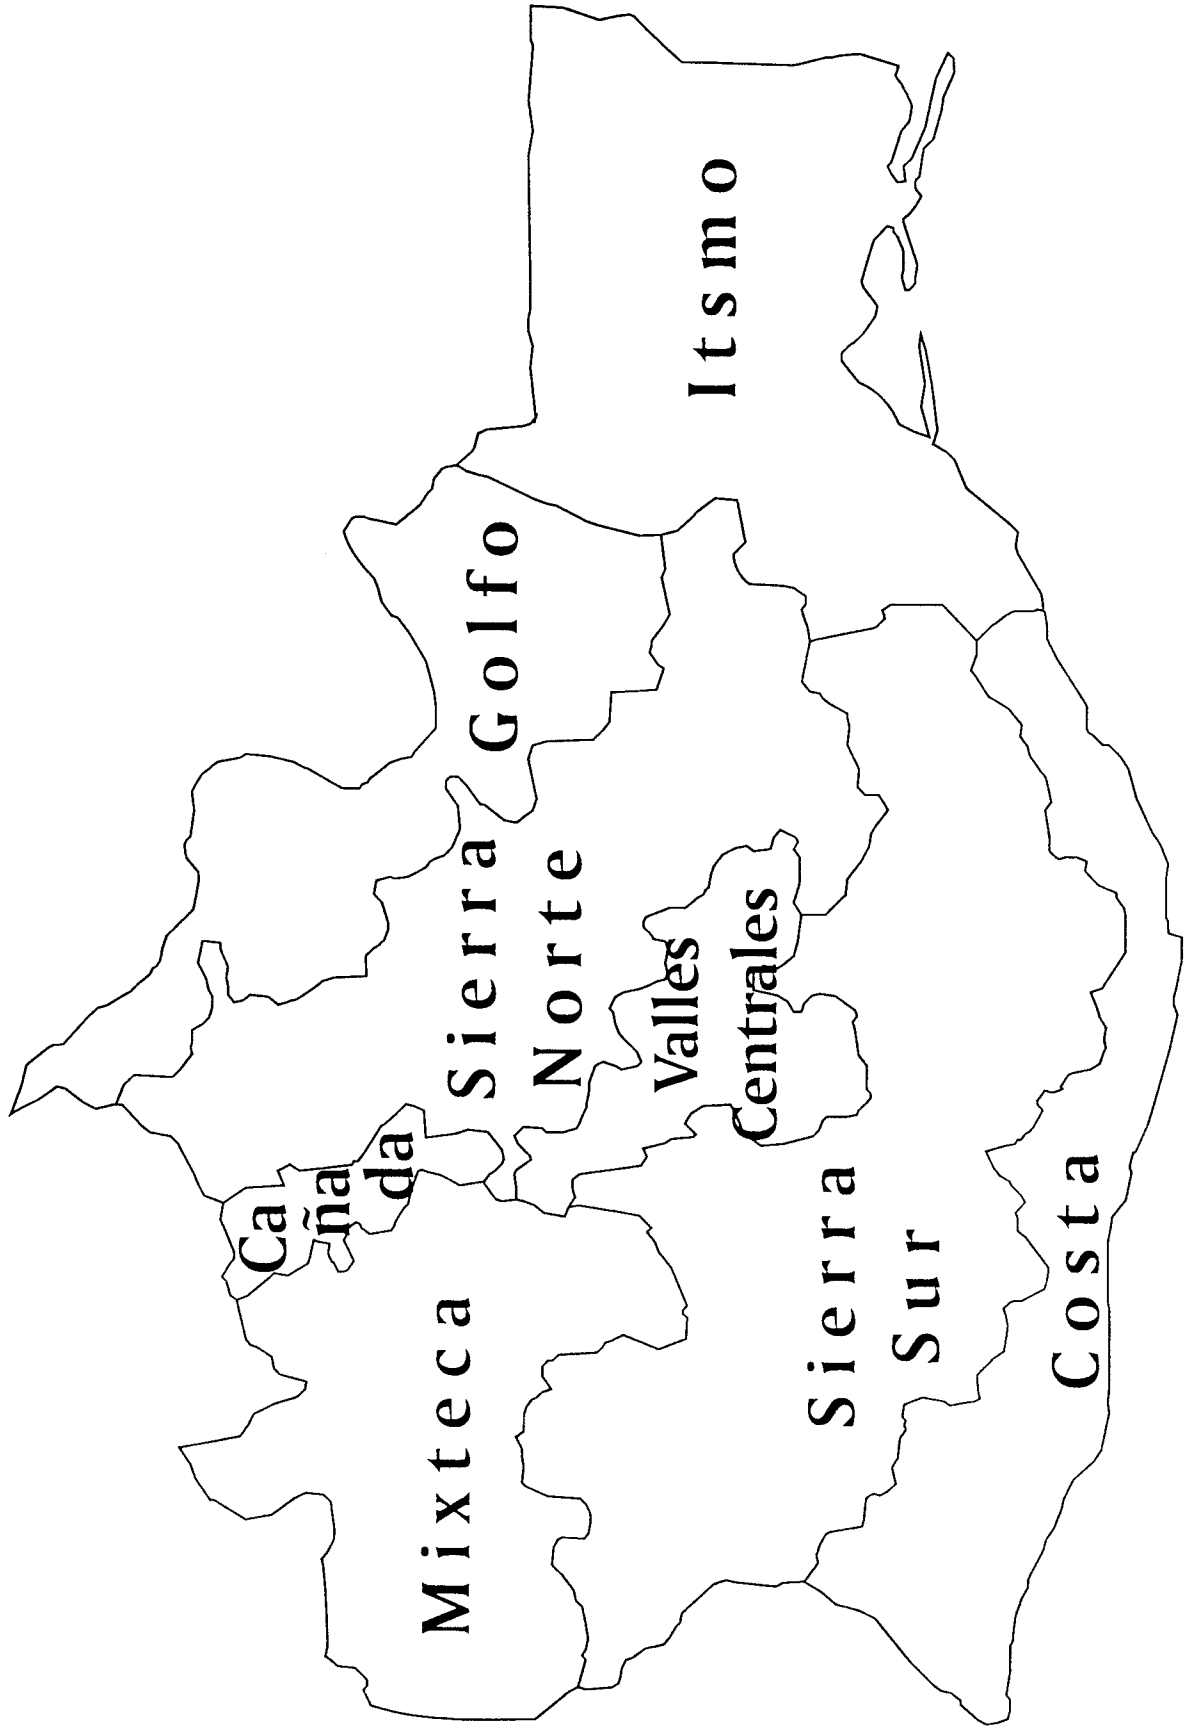 Ca
ña
da
Mixteca
Sierra
Norte
Golfo
Itsmo
Valles
Centrales
Sierra
Sur
Costa